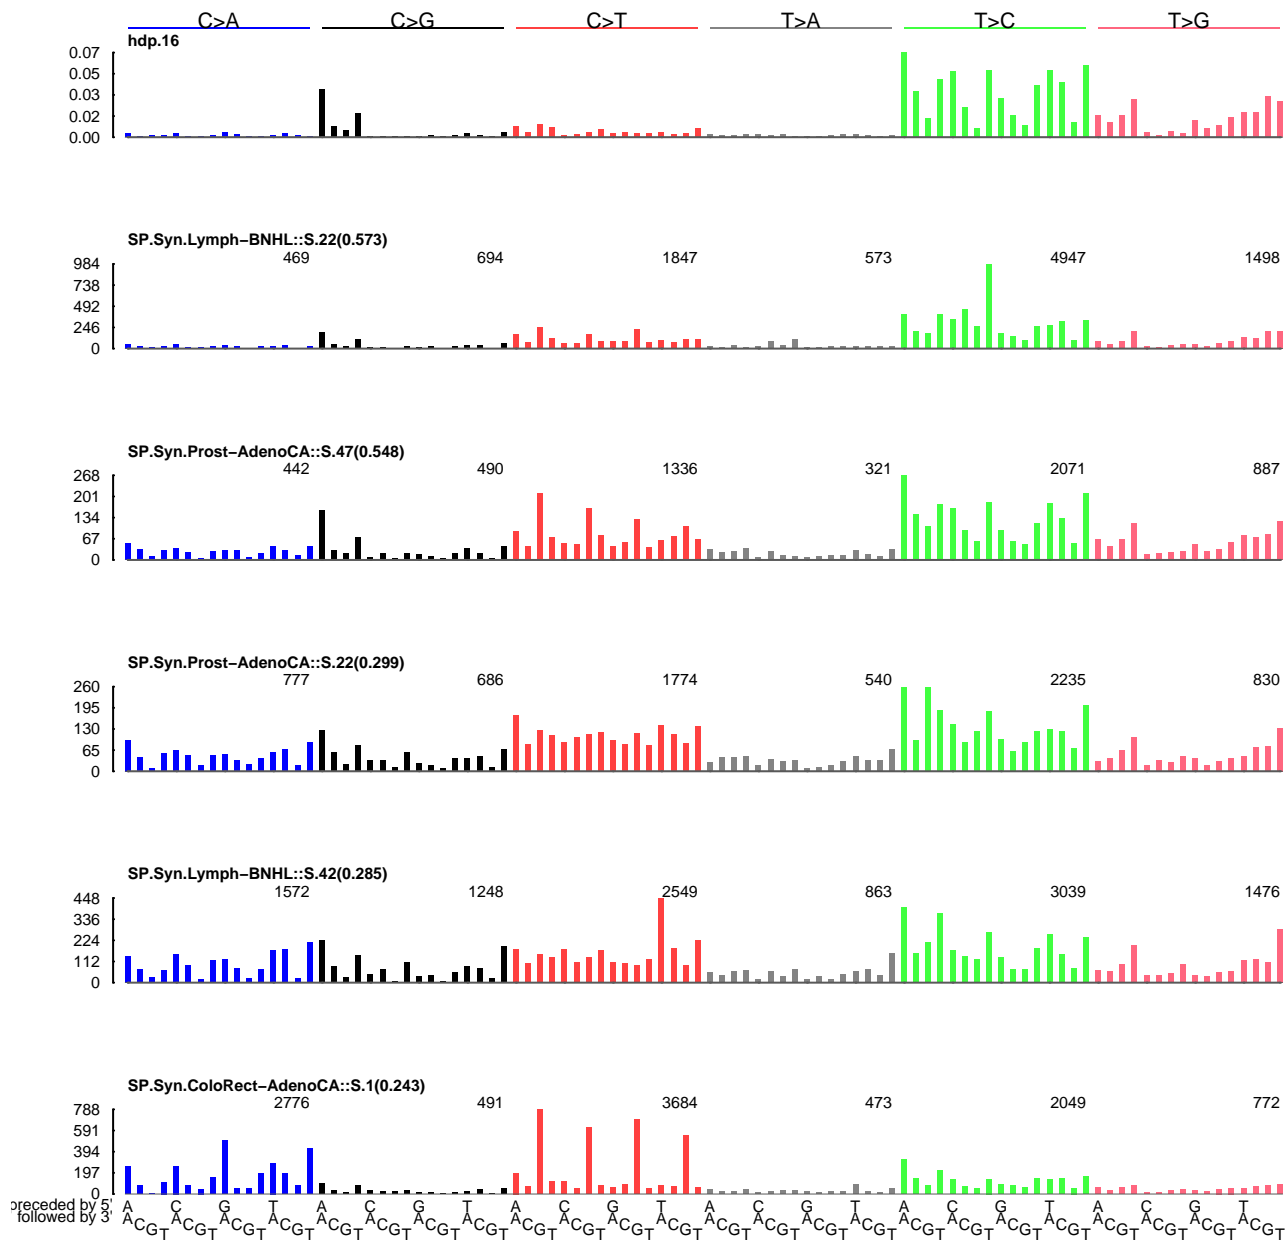 C>A C>G C>T T>A T>C T>G
hdp.16
0.07
0.05
0.03
0.02
0.00
SP.Syn.Lymph−BNHL::S.22(0.573)
469 694 1847 573 4947 1498
984
738
492
246
0
SP.Syn.Prost−AdenoCA::S.47(0.548)
442 490 1336 321 2071 887
268
201
134
67
0
SP.Syn.Prost−AdenoCA::S.22(0.299)
777 686 1774 540 2235 830
260
195
130
65
0
SP.Syn.Lymph−BNHL::S.42(0.285)
1572 1248 2549 863 3039 1476
448
336
224
112
0
SP.Syn.ColoRect−AdenoCA::S.1(0.243)
2776 491 3684 473 2049 772
788
591
394
197
0
preceded by 5' A C G T A C G T A C G T A C G T A C G T A C G T
followed by 3' A C G T A C G T A C G T A C G T A C G T A C G T A C G T A C G T A C G T A C G T A C G T A C G T A C G T A C G T A C G T A C G T A C G T A C G T A C G T A C G T A C G T A C G T A C G T A C G T